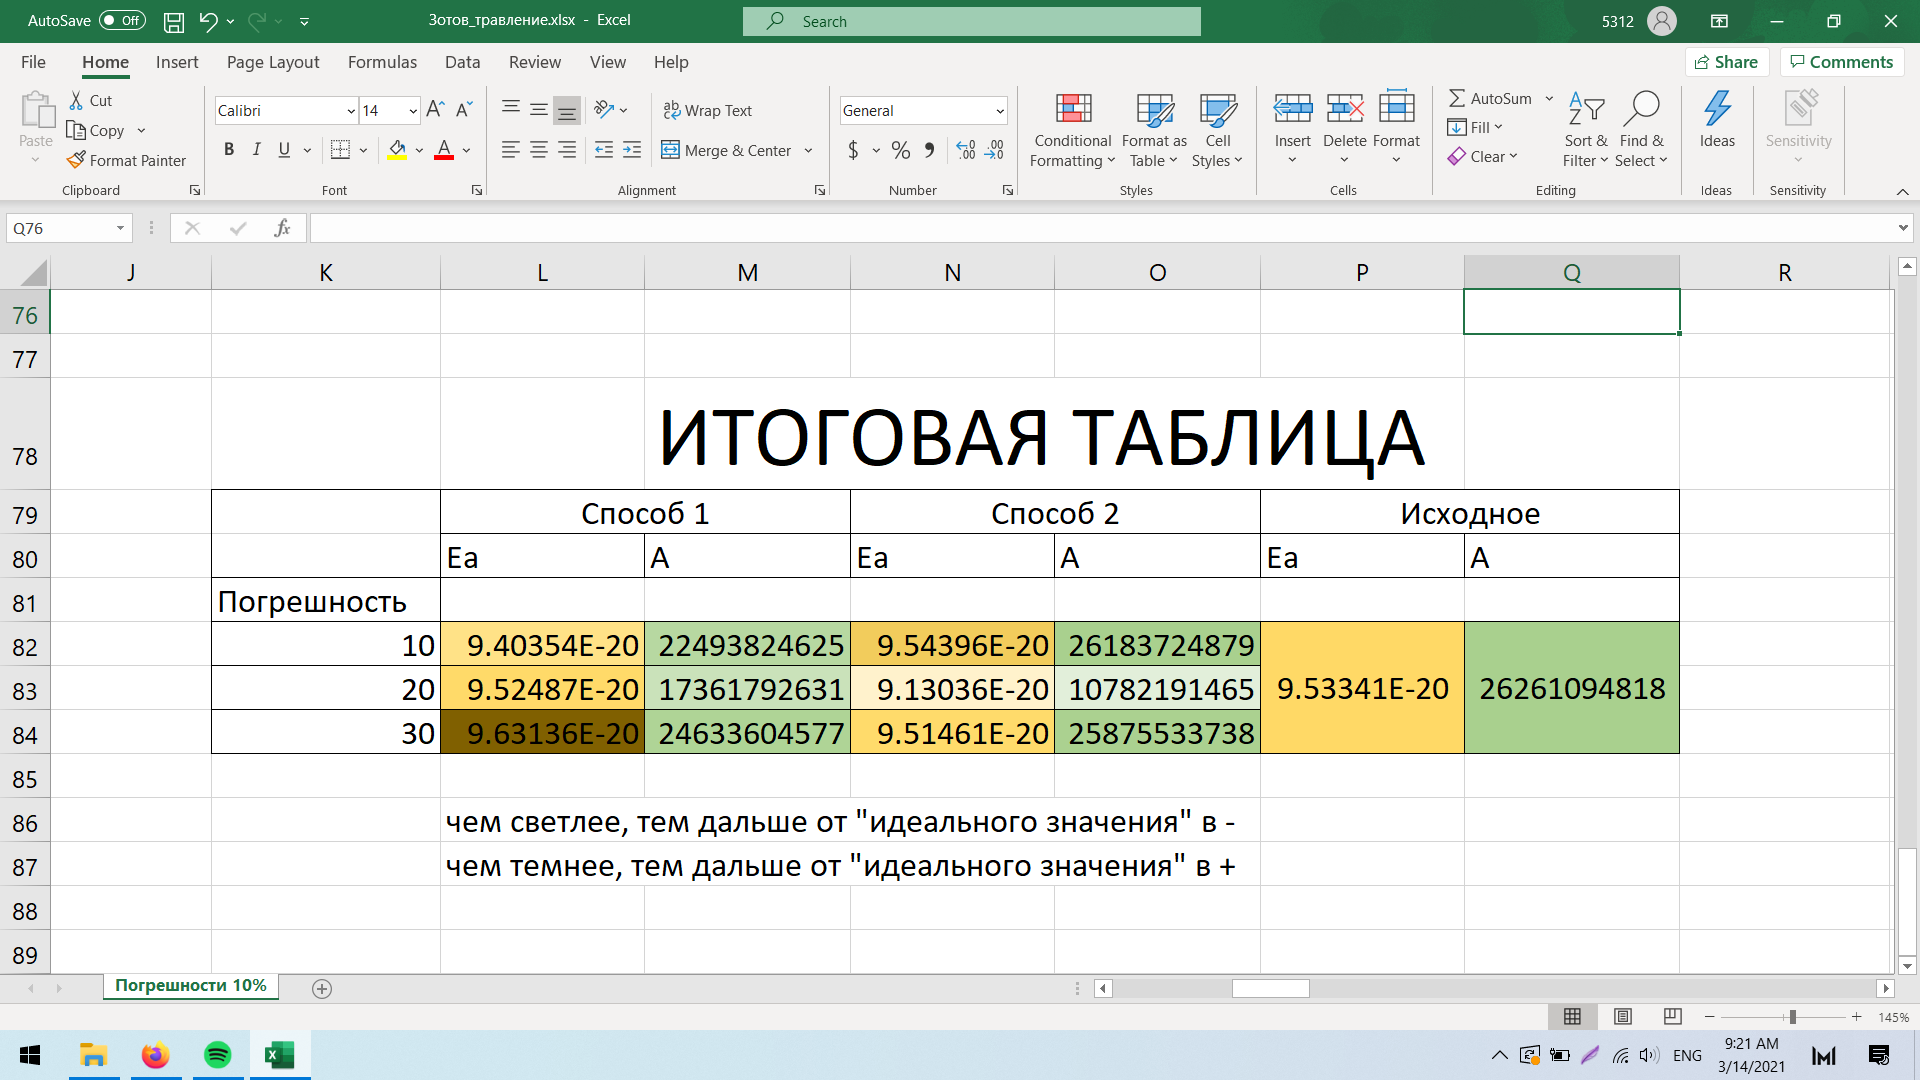 AutoSave Off Зотов_травление.xlsx - Excel Search 5312
File Home Insert Page Layout Formulas Data Review View Help Share Comments
Paste Cut Copy Format Painter
Clipboard
Calibri 14
B I U
Font
Wrap Text
Merge & Center
Alignment
General
$ % 9
Number
Conditional Formatting Format as Table Cell Styles
Styles
Insert Delete Format
Cells
AutoSum Fill Clear Sort & Filter Find & Select
Editing
Ideas
Ideas
Sensitivity
Sensitivity
Q76 fx
J K L M N O P Q R
76
77
78 ИТОГОВАЯ ТАБЛИЦА
79 Способ 1 Способ 2 Исходное
80 Ea A Ea A Ea A
81 Погрешность
82 10 9.40354E-20 22493824625 9.54396E-20 26183724879
83 20 9.52487E-20 17361792631 9.13036E-20 10782191465 9.53341E-20 26261094818
84 30 9.63136E-20 24633604577 9.51461E-20 25875533738
85
86 чем светлее, тем дальше от "идеального значения" в -
87 чем темнее, тем дальше от "идеального значения" в +
88
89
Погрешности 10%
145%
ENG 9:21 AM
3/14/2021